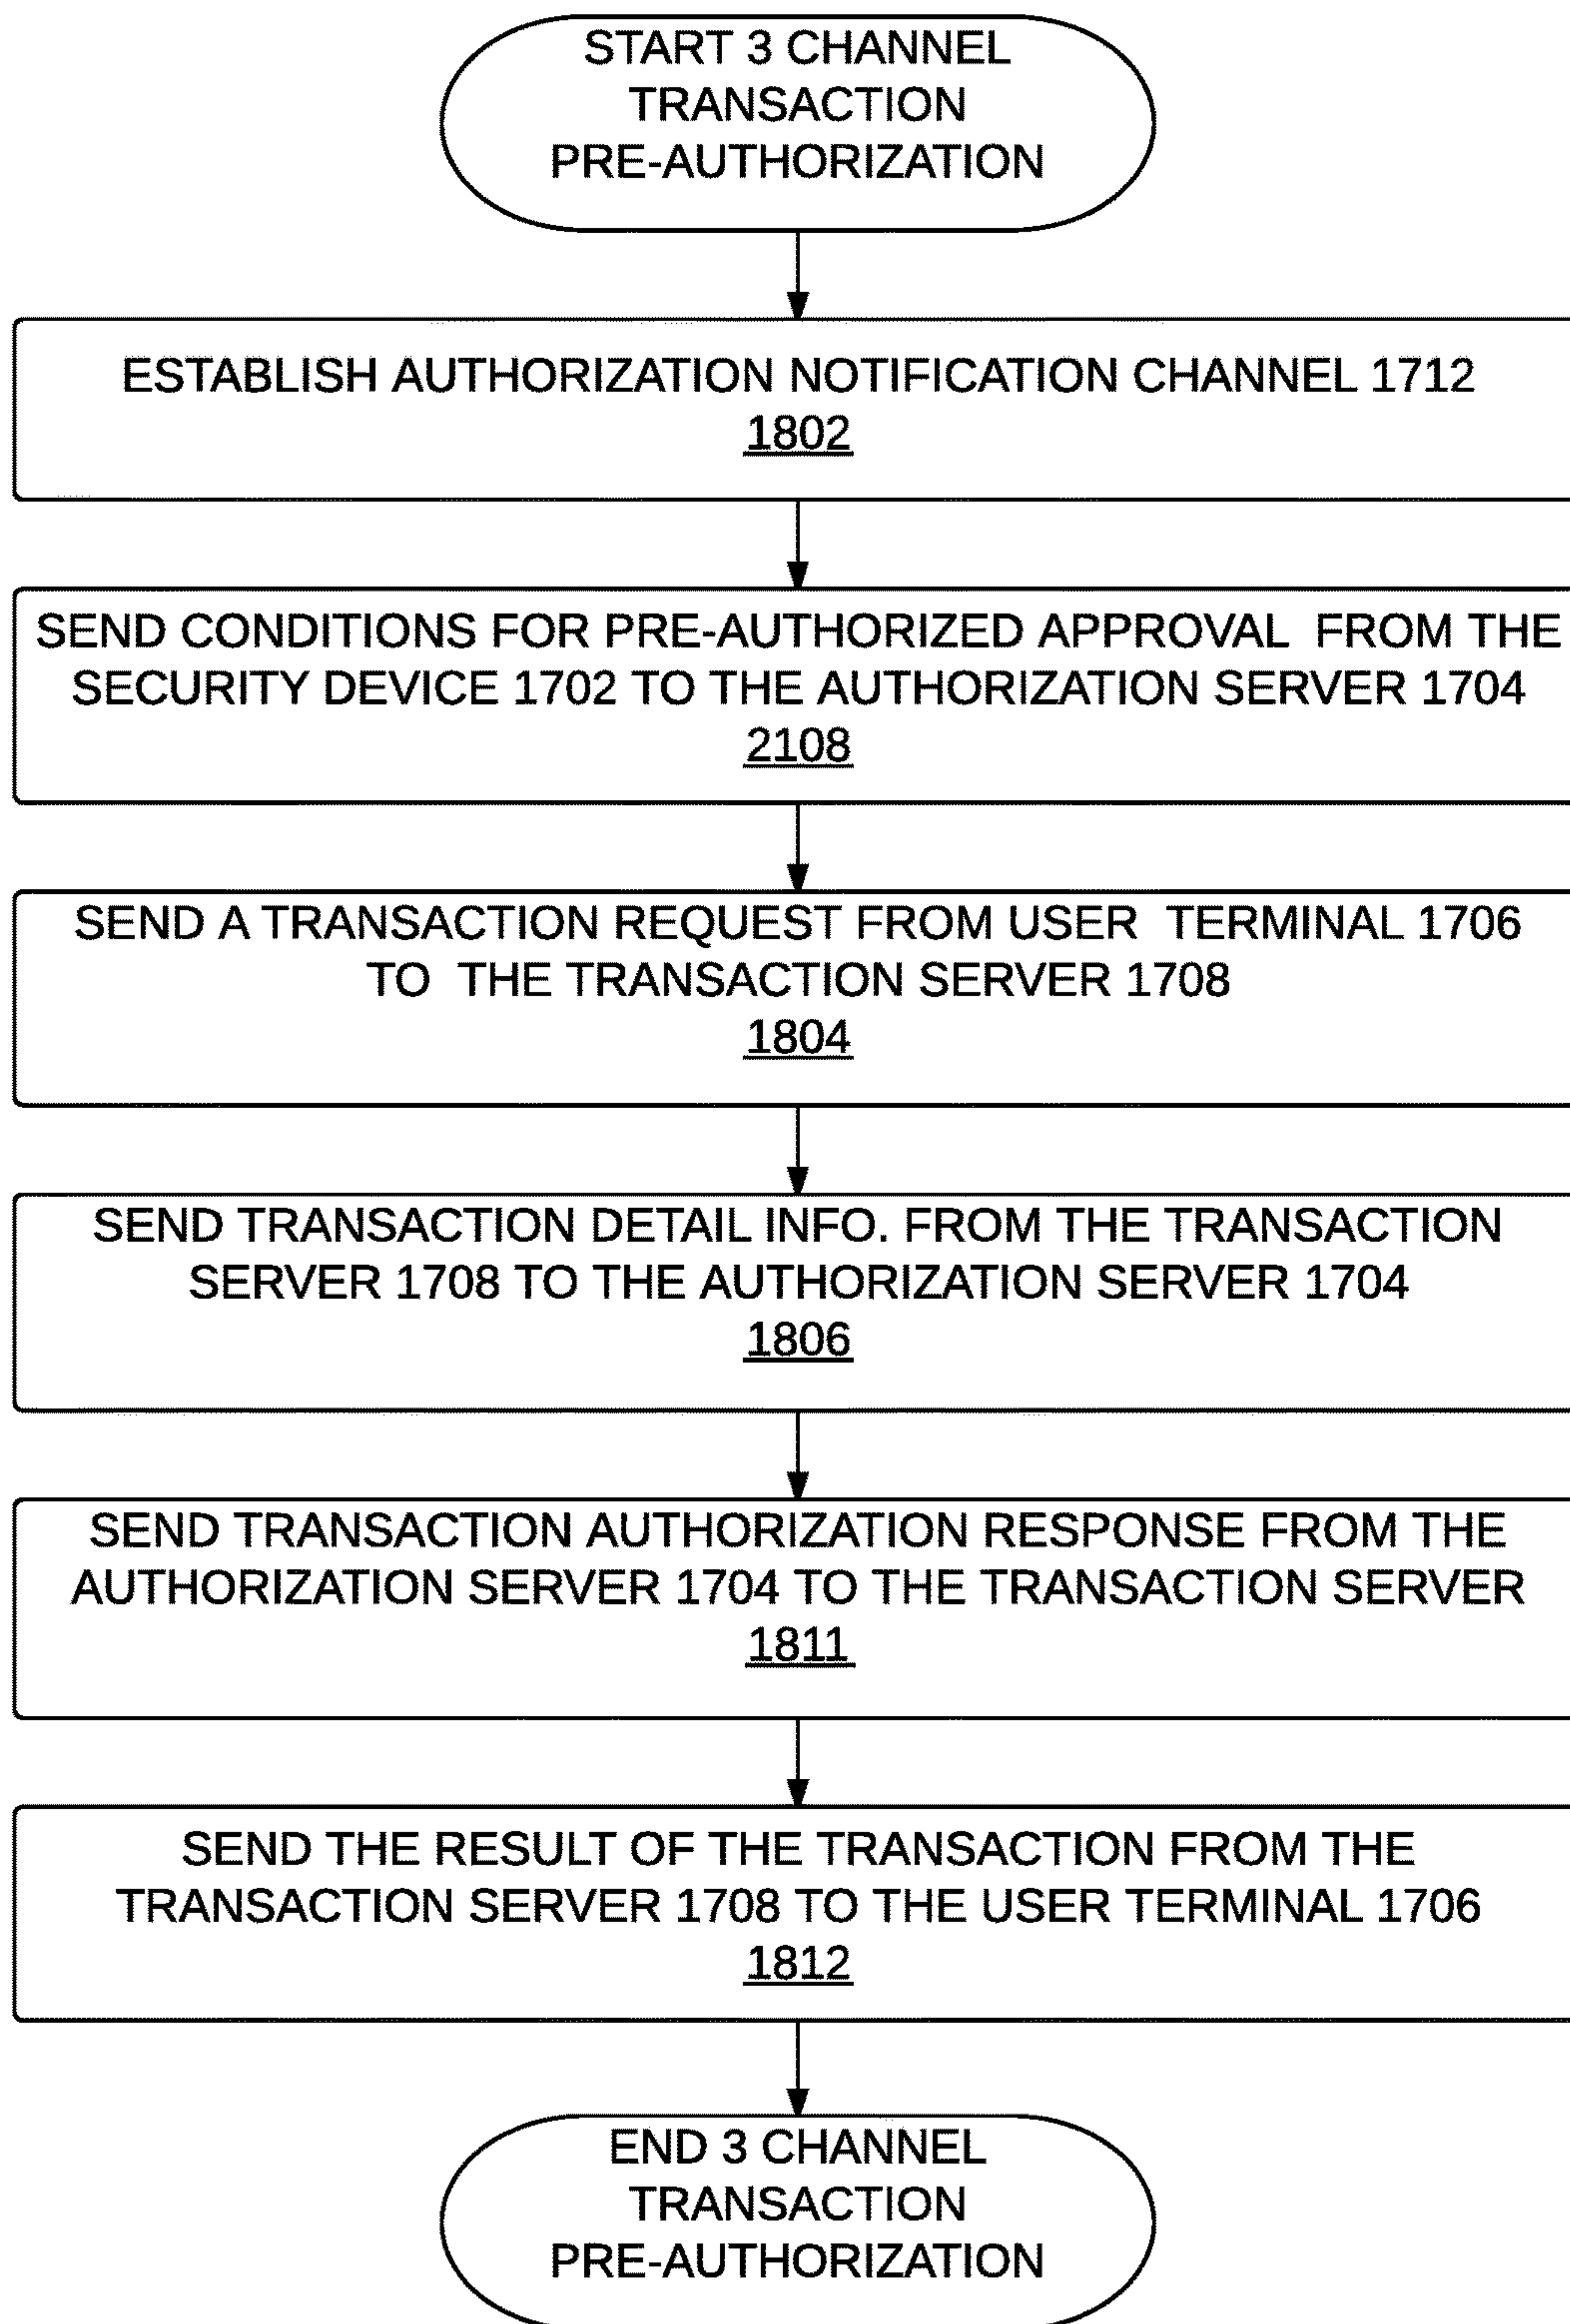 START 3 CHANNEL
TRANSACTION
PRE-AUTHORIZATION
ESTABLISH AUTHORIZATION NOTIFICATION CHANNEL 1712
1802
SEND CONDITIONS FOR PRE-AUTHORIZED APPROVAL FROM THE
SECURITY DEVICE 1702 TO THE AUTHORIZATION SERVER 1704
2108
SEND A TRANSACTION REQUEST FROM USER TERMINAL 1706
TO THE TRANSACTION SERVER 1708
1804
SEND TRANSACTION DETAIL INFO. FROM THE TRANSACTION
SERVER 1708 TO THE AUTHORIZATION SERVER 1704
1806
SEND TRANSACTION AUTHORIZATION RESPONSE FROM THE
AUTHORIZATION SERVER 1704 TO THE TRANSACTION SERVER
1811
SEND THE RESULT OF THE TRANSACTION FROM THE
TRANSACTION SERVER 1708 TO THE USER TERMINAL 1706
1812
END 3 CHANNEL
TRANSACTION
PRE-AUTHORIZATION